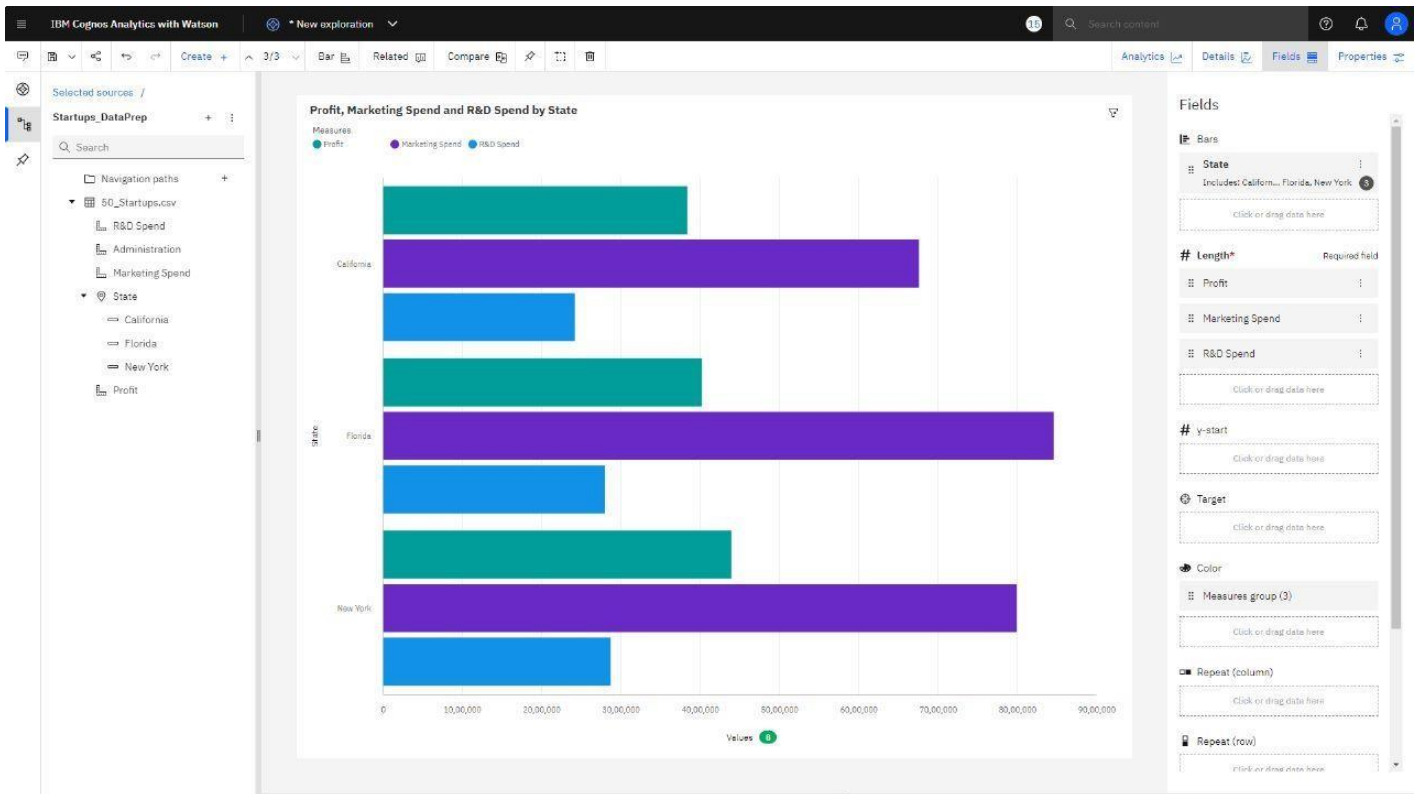 IBM Cognos Analytics with Watson
* New exploration
15
Search content
Create +
3/3
Bar
Related
Compare
Analytics
Details
Fields
Properties
Selected sources /
Startups_DataPrep
Search
Navigation paths
50_Startups.csv
R&D Spend
Administration
Marketing Spend
State
California
Florida
New York
Profit
Profit, Marketing Spend and R&D Spend by State
Measures
Profit
Marketing Spend
R&D Spend
State
California
Florida
New York
0
10,00,000
20,00,000
30,00,000
40,00,000
50,00,000
60,00,000
70,00,000
80,00,000
90,00,000
Values
Fields
Bars
State
Includes: Californ... Florida, New York
3
Click or drag data here
# Length*
Required field
Profit
Marketing Spend
R&D Spend
Click or drag data here
# y-start
Click or drag data here
Target
Click or drag data here
Color
Measures group (3)
Click or drag data here
Repeat (column)
Click or drag data here
Repeat (row)
Click or drag data here